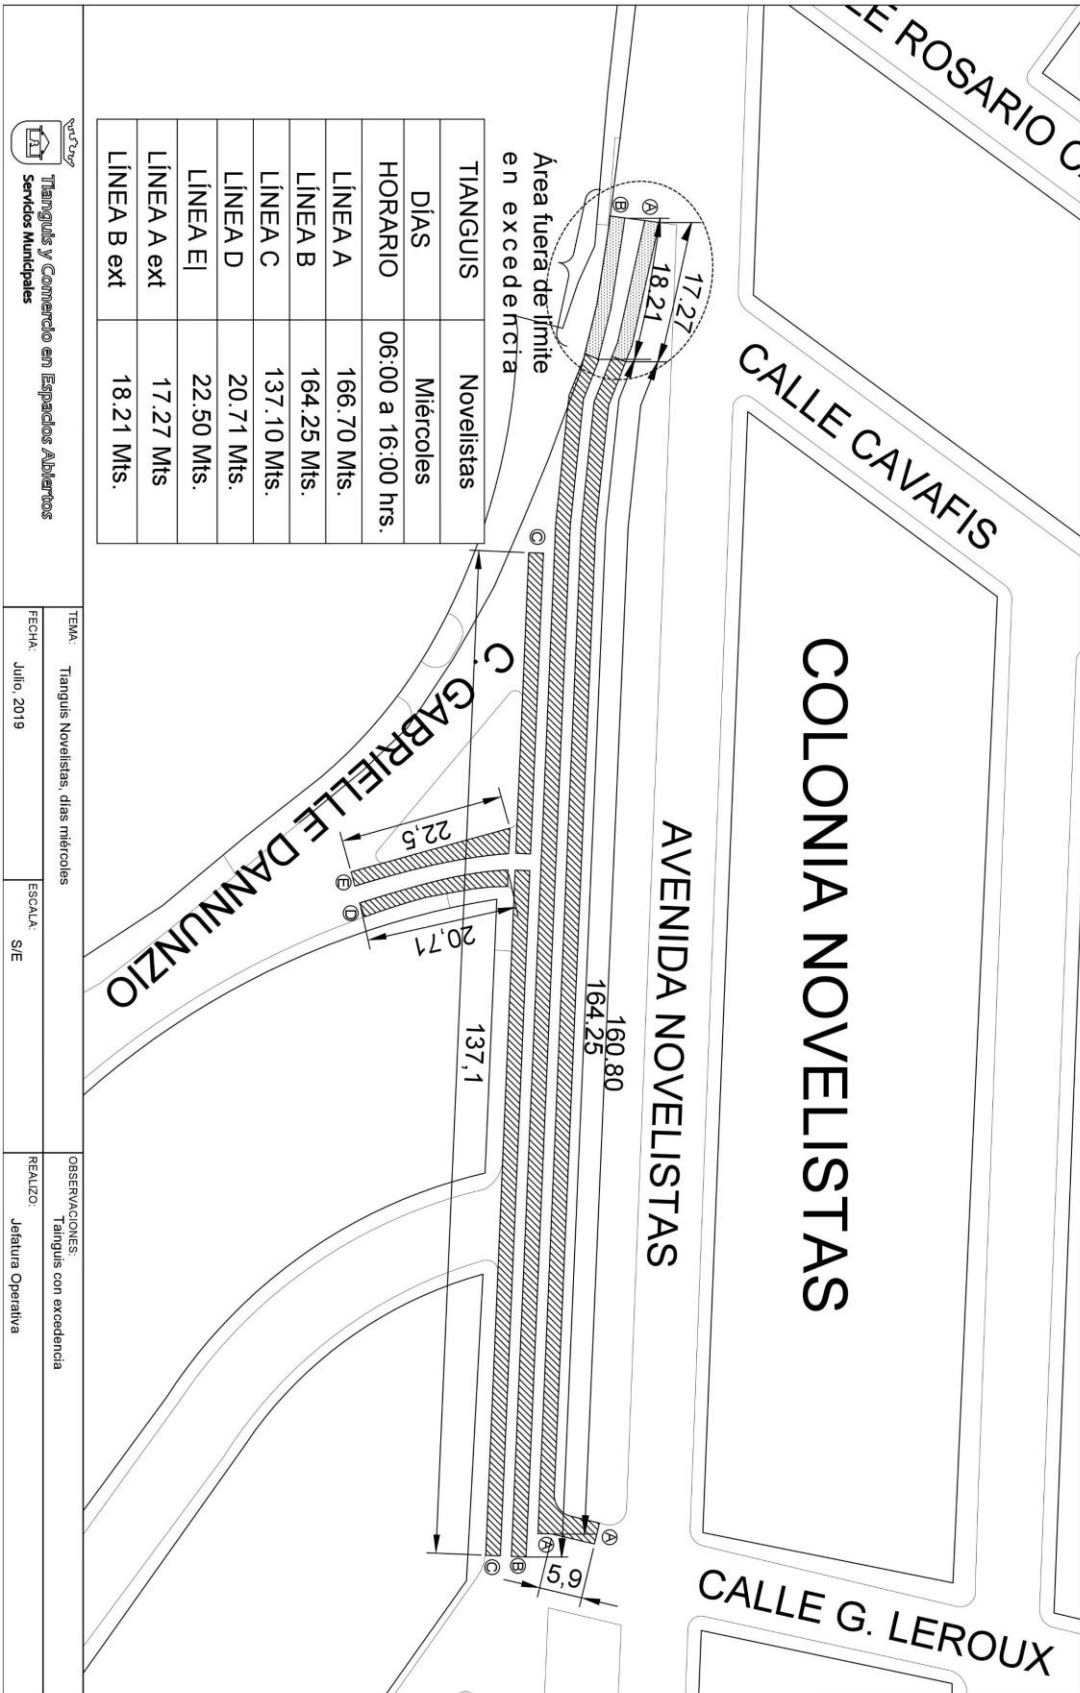 LE ROSARIO C
CALLE CAVAFIS
COLONIA NOVELISTAS
AVENIDA NOVELISTAS
CALLE G. LEROUX
C. GABRIELLE DANNUNZIO
17.27
18.21
A
B
160.80
164.25
C
22,5
20,71
E
D
137,1
A
A
B
C
5,9
Área fuera de límite
en excedencia
TIANGUIS Novelistas
DÍAS Miércoles
HORARIO 06:00 a 16:00 hrs.
LÍNEA A 166.70 Mts.
LÍNEA B 164.25 Mts.
LÍNEA C 137.10 Mts.
LÍNEA D 20.71 Mts.
LÍNEA E| 22.50 Mts.
LÍNEA A ext 17.27 Mts
LÍNEA B ext 18.21 Mts.
Tianguis y Comercio en Espacios Abiertos
Servicios Municipales
TEMA: Tianguis Novelistas, días miércoles
FECHA: Julio, 2019
ESCALA: S/E
OBSERVACIONES:
Tainguis con excedencia
REALIZO: Jefatura Operativa